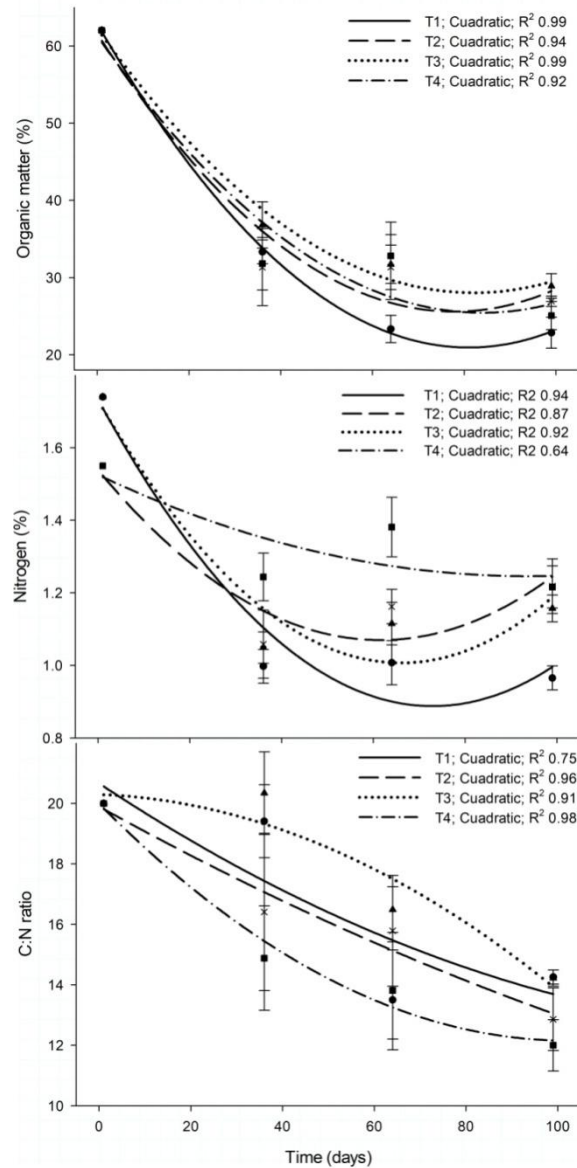 T1; Cuadratic; R² 0.99
T2; Cuadratic; R² 0.94
T3; Cuadratic; R² 0.99
T4; Cuadratic; R² 0.92
60
50
40
30
20
Organic matter (%)
T1; Cuadratic; R2 0.94
T2; Cuadratic; R2 0.87
T3; Cuadratic; R2 0.92
T4; Cuadratic; R2 0.64
1.6
1.4
1.2
1.0
0.8
Nitrogen (%)
T1; Cuadratic; R² 0.75
T2; Cuadratic; R² 0.96
T3; Cuadratic; R² 0.91
T4; Cuadratic; R² 0.98
20
18
16
14
12
10
C:N ratio
0 20 40 60 80 100
Time (days)